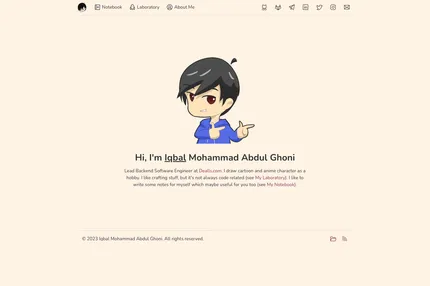 Notebook
Laboratory
About Me
Hi, I'm Iqbal Mohammad Abdul Ghoni
Lead Backend Software Engineer at Dealls.com. I draw cartoon and anime character as a
hobby. I like crafting stuff, but it's not always code related (see My Laboratory). I like to
write some notes for myself which maybe useful for you too (see My Notebook).
© 2023 Iqbal Mohammad Abdul Ghoni. All rights reserved.